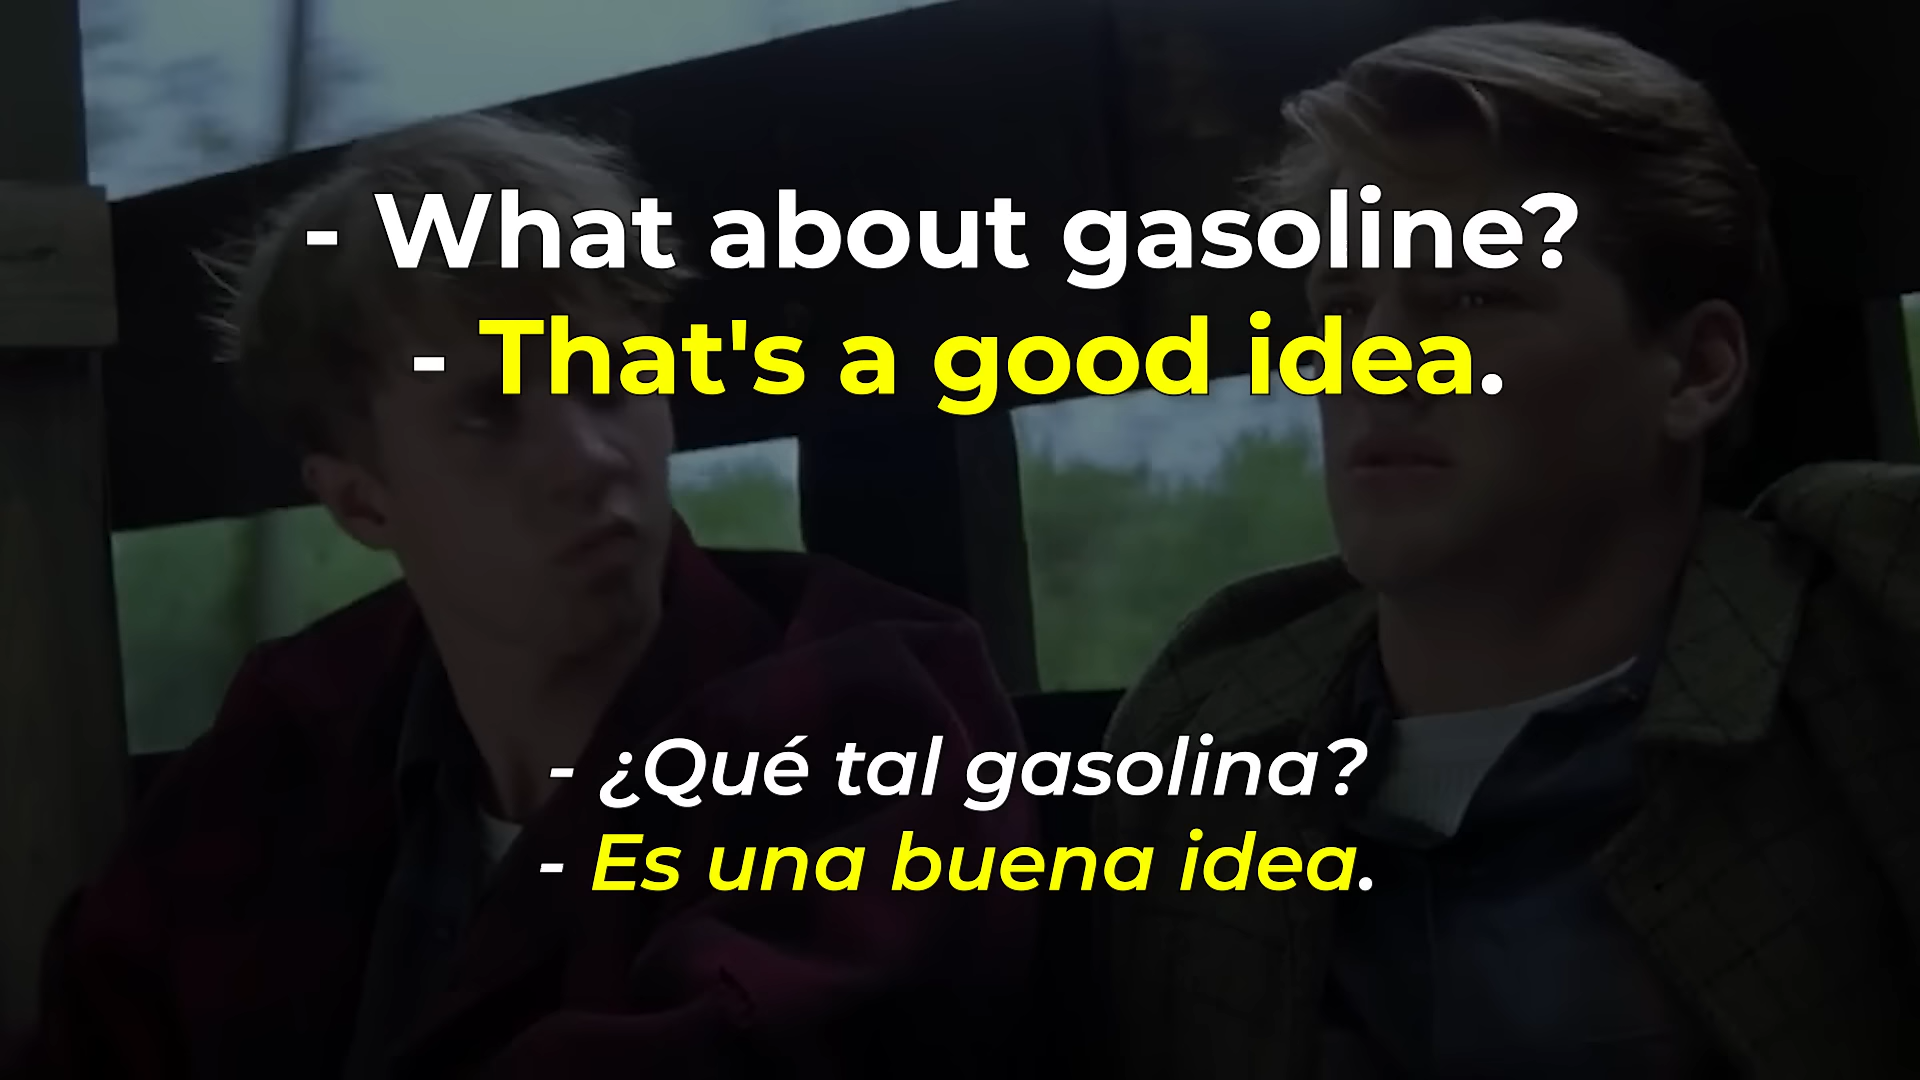 - What about gasoline?
- That's a good idea.
- ¿Qué tal gasolina?
- Es una buena idea.